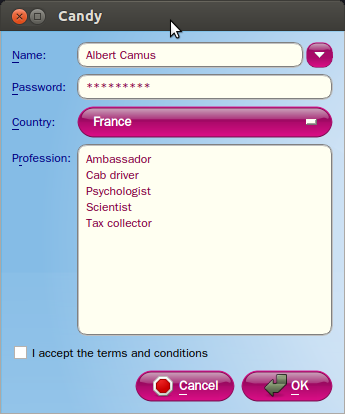 Candy
Name: Albert Camus
Password: *********
Country: France
Profession: Ambassador
Cab driver
Psychologist
Scientist
Tax collector
I accept the terms and conditions
Cancel OK